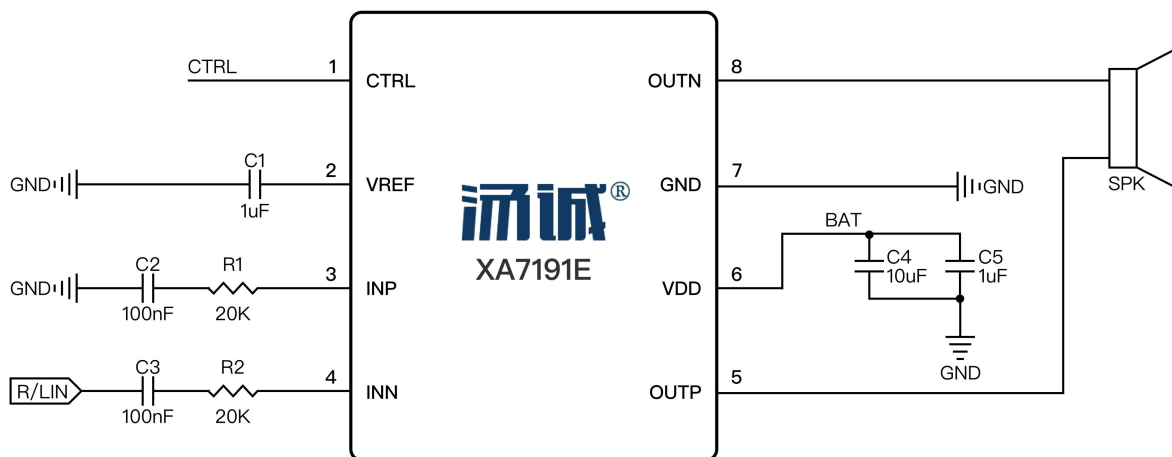 CTRL
1
CTRL
OUTN
8
GND
C1
1uF
2
VREF
GND
7
GND
SPK
汤诚®
XA7191E
BAT
GND
C2
100nF
R1
20K
3
INP
VDD
6
C4
10uF
C5
1uF
GND
R/LIN
C3
100nF
R2
20K
4
INN
OUTP
5